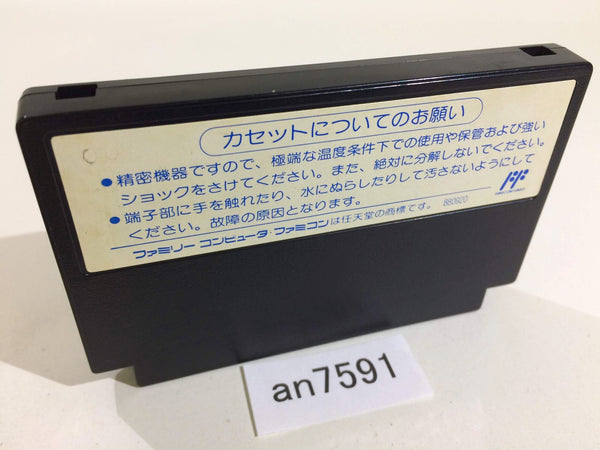 カセットについてのお願い
●精密機器ですので、極端な温度条件下での使用や保管および強い
ショックをさけてください。また、絶対に分解しないでください。
●端子部に手を触れたり、水にぬらしたりして汚さないようにして
ください。故障の原因となります。
ファミリーコンピュータ・ファミコンは任天堂の商標です。 880920
an7591